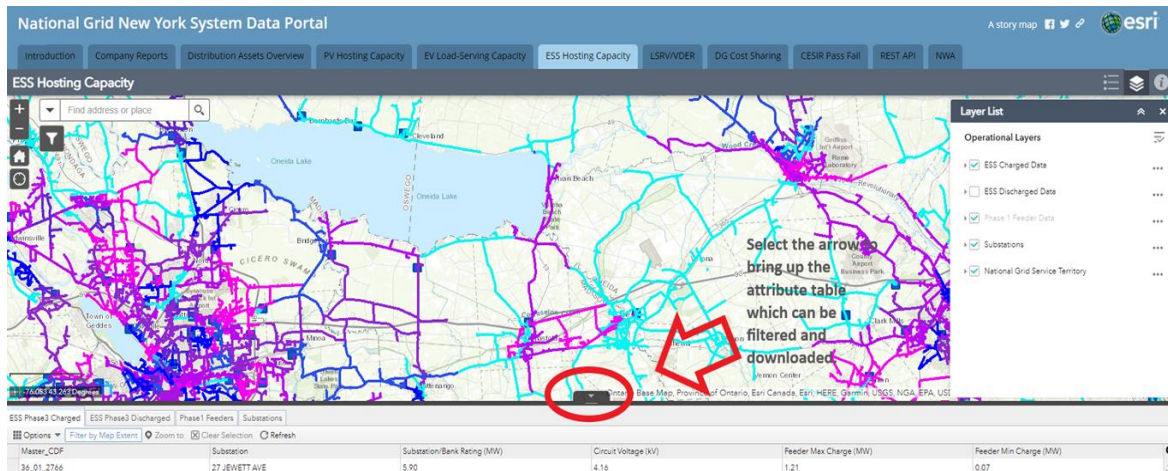 National Grid New York System Data Portal
A story map
esri
Introduction
Company Reports
Distribution Assets Overview
PV Hosting Capacity
EV Load-Serving Capacity
ESS Hosting Capacity
LSRV/VDER
DG Cost Sharing
CESIR Pass Fail
REST API
NWA
ESS Hosting Capacity
Find address or place
Layer List
Operational Layers
ESS Charged Data
ESS Discharged Data
Phase 1 Feeder Data
Substations
National Grid Service Territory
Cleveland
Oneida Lake
Oneida Lake
OSWEGO
CICERO SWAMP
Minoa
Town of
Geddes
Vernon Center
Select the arrow to
bring up the
attribute table
which can be
filtered and
downloaded
Base Map, Province of Ontario, Esri Canada, Esri, HERE, Garmin, USGS, NGA, EPA,
ESS Phase3 Charged
ESS Phase3 Discharged
Phase1 Feeders
Substations
Options
Filter by Map Extent
Zoom to
Clear Selection
Refresh
Master_CDF
Substation
Substation/Bank Rating (MW)
Circuit Voltage (kV)
Feeder Max Charge (MW)
Feeder Min Charge (MW)
36_01_2766
27 JEWETT AVE
5.90
4.16
1.21
0.07